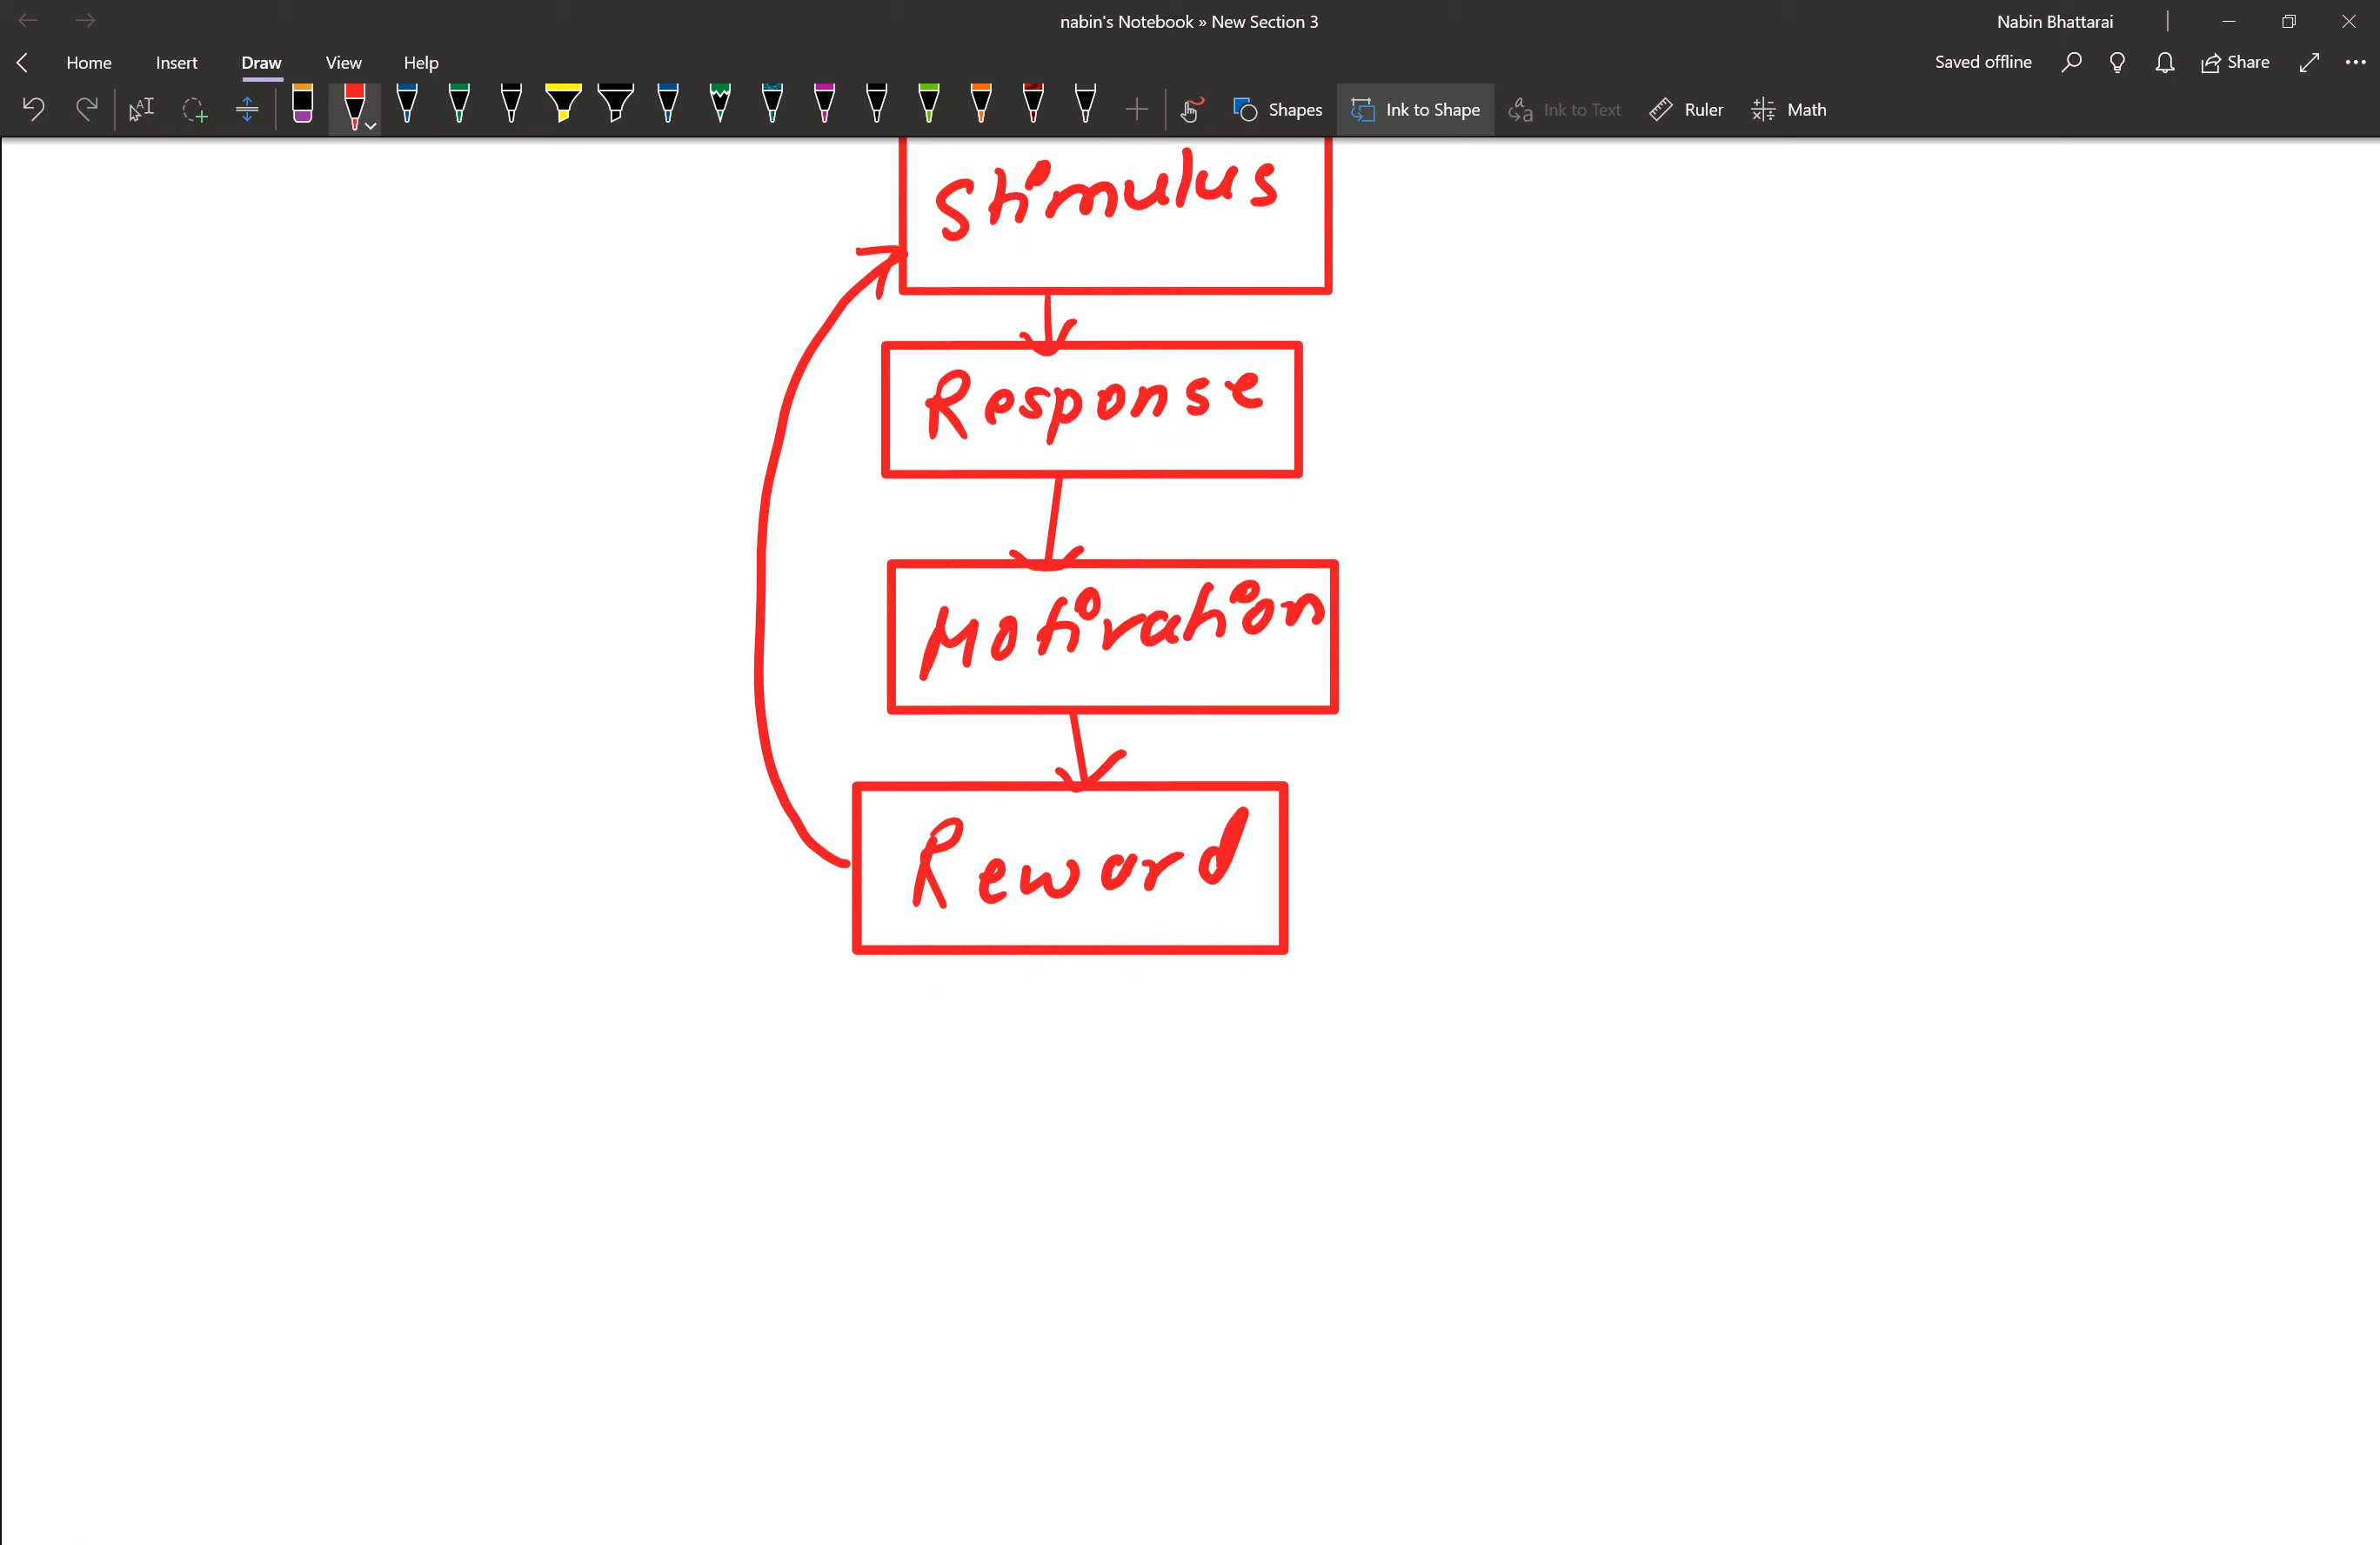 nabin's Notebook » New Section 3
Nabin Bhattarai
Home Insert Draw View Help
Saved offline
Share
Shapes
Ink to Shape
Ink to Text
Ruler
Math
Stimulus
Response
Motivation
Reward